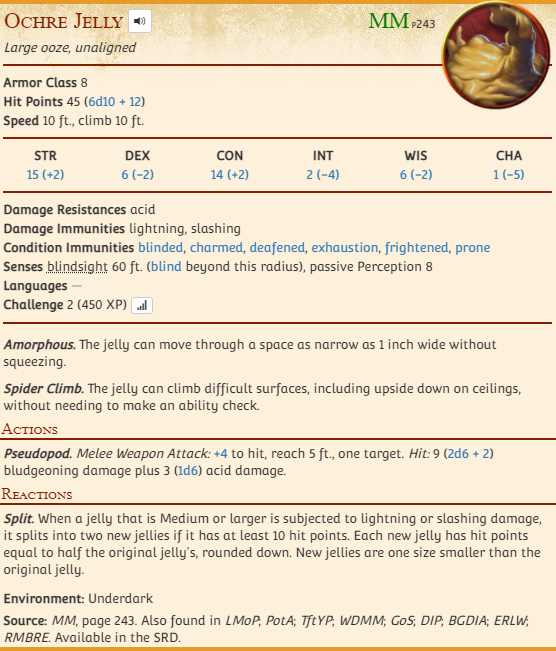 Ochre Jelly MM p243
Large ooze, unaligned
Armor Class 8
Hit Points 45 (6d10 + 12)
Speed 10 ft., climb 10 ft.
STR DEX CON INT WIS CHA
15 (+2) 6 (−2) 14 (+2) 2 (−4) 6 (−2) 1 (−5)
Damage Resistances acid
Damage Immunities lightning, slashing
Condition Immunities blinded, charmed, deafened, exhaustion, frightened, prone
Senses blindsight 60 ft. (blind beyond this radius), passive Perception 8
Languages —
Challenge 2 (450 XP)
Amorphous. The jelly can move through a space as narrow as 1 inch wide without
squeezing.
Spider Climb. The jelly can climb difficult surfaces, including upside down on ceilings,
without needing to make an ability check.
Actions
Pseudopod. Melee Weapon Attack: +4 to hit, reach 5 ft., one target. Hit: 9 (2d6 + 2)
bludgeoning damage plus 3 (1d6) acid damage.
Reactions
Split. When a jelly that is Medium or larger is subjected to lightning or slashing damage,
it splits into two new jellies if it has at least 10 hit points. Each new jelly has hit points
equal to half the original jelly's, rounded down. New jellies are one size smaller than the
original jelly.
Environment: Underdark
Source: MM, page 243. Also found in LMoP; PotA; TftYP; WDMM; GoS; DIP; BGDIA; ERLW;
RMBRE. Available in the SRD.